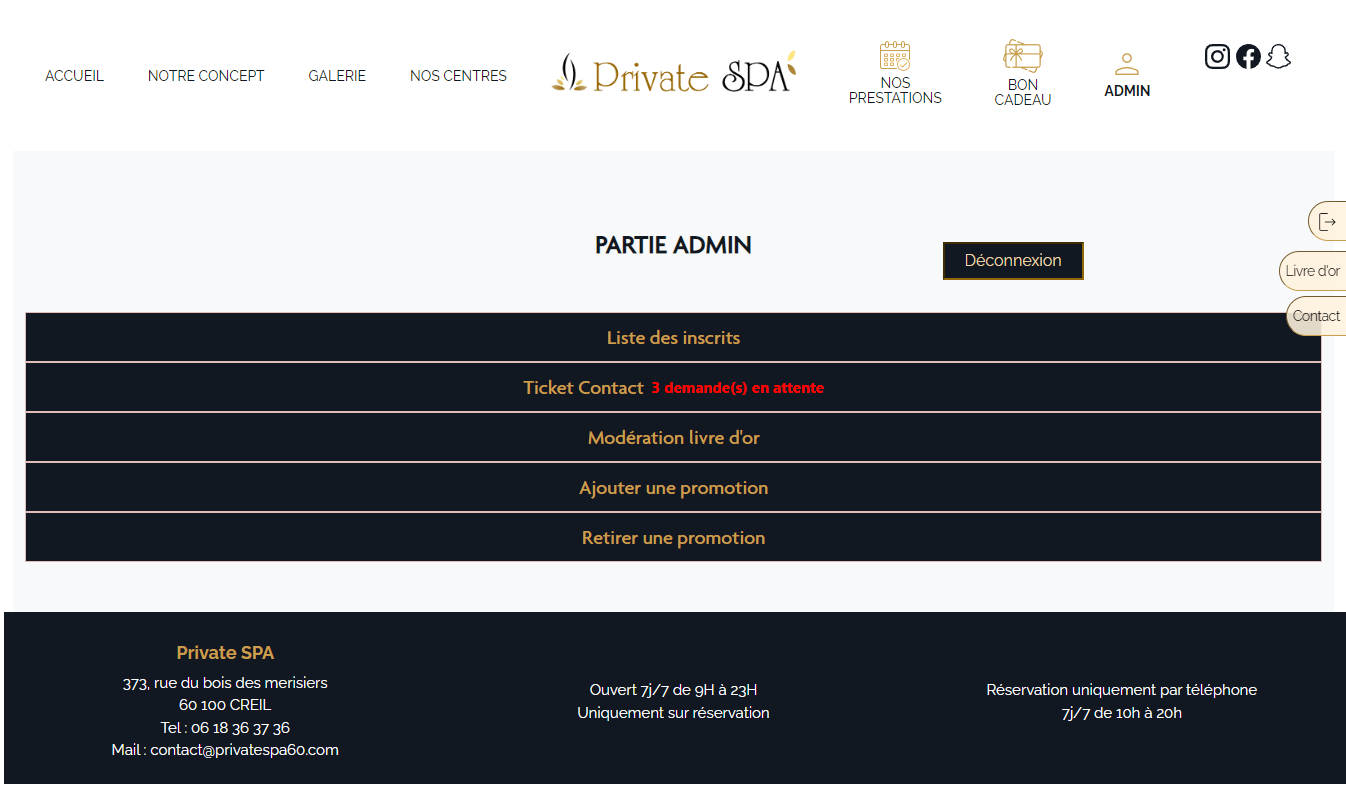 ACCUEIL
NOTRE CONCEPT
GALERIE
NOS CENTRES
Private SPA
NOS
PRESTATIONS
BON
CADEAU
ADMIN
PARTIE ADMIN
Déconnexion
Livre d'or
Contact
Liste des inscrits
Ticket Contact 3 demande(s) en attente
Modération livre d'or
Ajouter une promotion
Retirer une promotion
Private SPA
373, rue du bois des merisiers
60 100 CREIL
Tel : 06 18 36 37 36
Mail : contact@privatespa60.com
Ouvert 7j/7 de 9H à 23H
Uniquement sur réservation
Réservation uniquement par téléphone
7j/7 de 10h à 20h